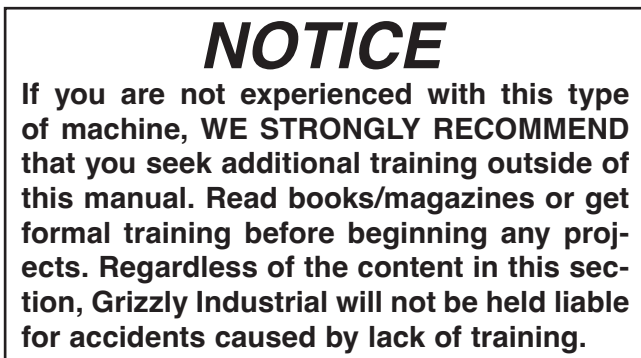 NOTICE
If you are not experienced with this type
of machine, WE STRONGLY RECOMMEND
that you seek additional training outside of
this manual. Read books/magazines or get
formal training before beginning any proj-
ects. Regardless of the content in this sec-
tion, Grizzly Industrial will not be held liable
for accidents caused by lack of training.